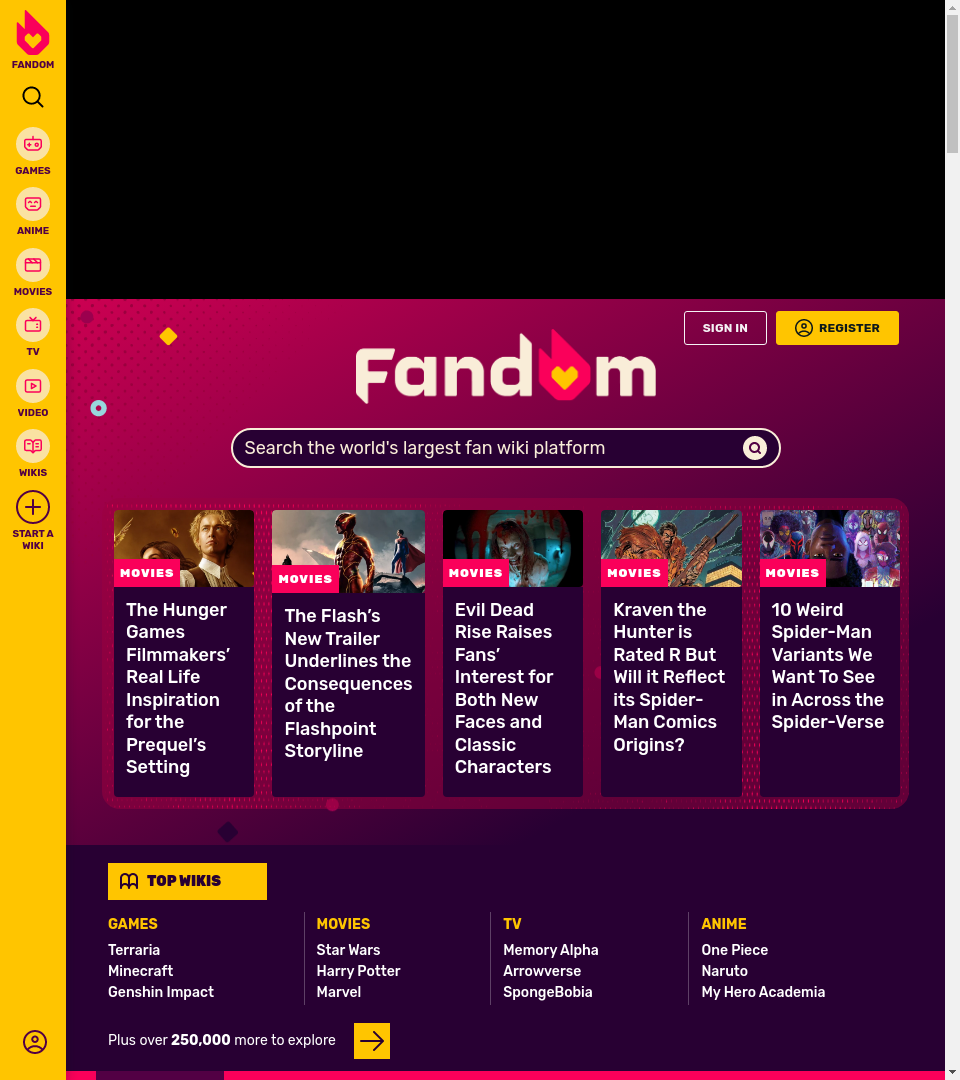 FANDOM
GAMES
ANIME
MOVIES
TV
VIDEO
WIKIS
START A
WIKI
SIGN IN
REGISTER
Fandom
Search the world's largest fan wiki platform
MOVIES
The Hunger
Games
Filmmakers’
Real Life
Inspiration
for the
Prequel’s
Setting
MOVIES
The Flash’s
New Trailer
Underlines the
Consequences
of the
Flashpoint
Storyline
MOVIES
Evil Dead
Rise Raises
Fans’
Interest for
Both New
Faces and
Classic
Characters
MOVIES
Kraven the
Hunter is
Rated R But
Will it Reflect
its Spider-
Man Comics
Origins?
MOVIES
10 Weird
Spider-Man
Variants We
Want To See
in Across the
Spider-Verse
TOP WIKIS
GAMES
Terraria
Minecraft
Genshin Impact
MOVIES
Star Wars
Harry Potter
Marvel
TV
Memory Alpha
Arrowverse
SpongeBobia
ANIME
One Piece
Naruto
My Hero Academia
Plus over 250,000 more to explore